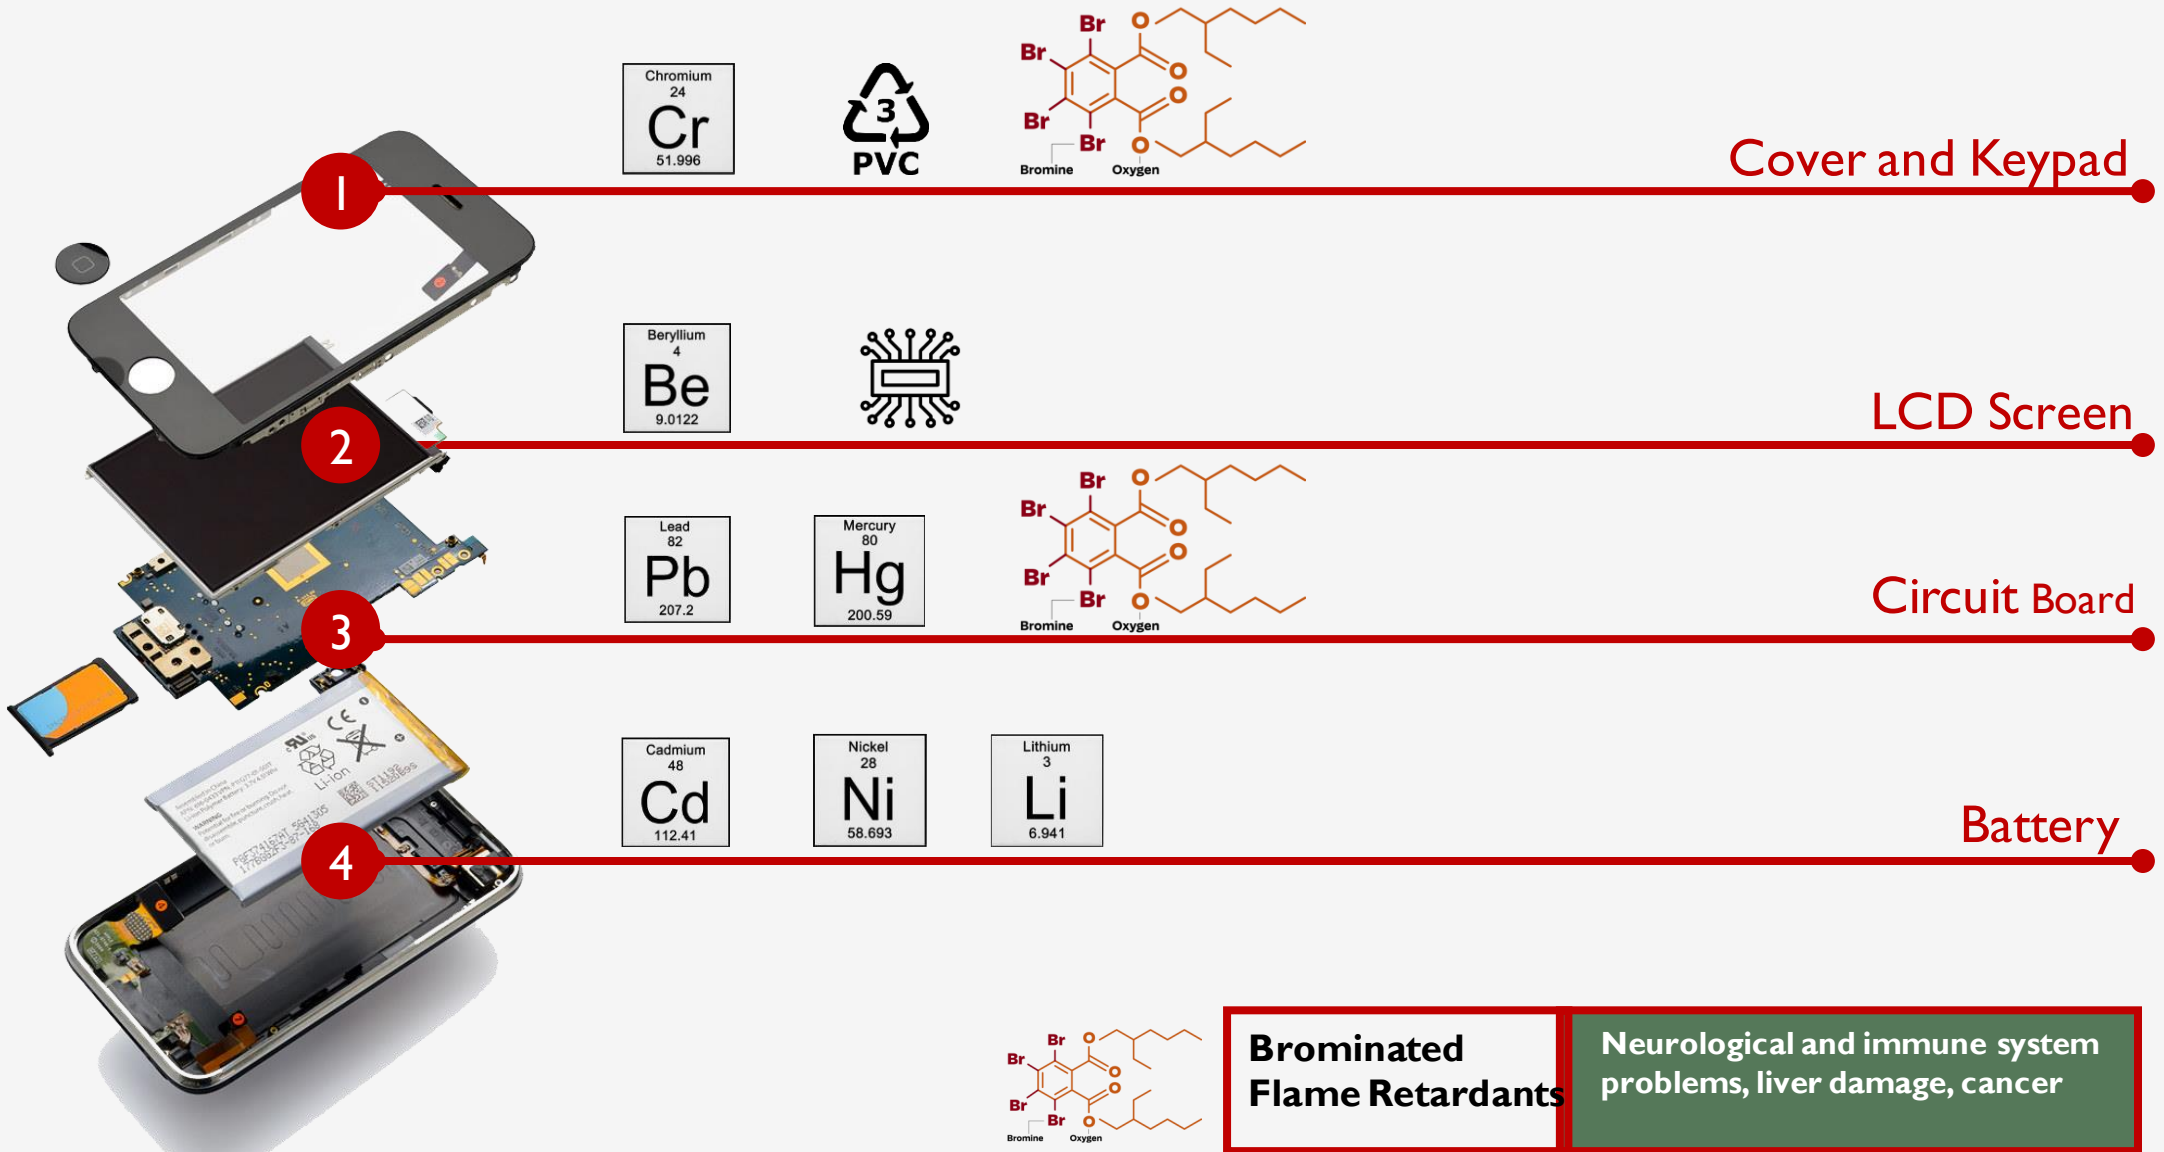 Br
O
Br
O
O
Br
Br
O
Bromine
Oxygen
Chromium
24
Cr
51.996
3
PVC
Cover and Keypad
1
Beryllium
4
Be
9.0122
LCD Screen
2
Br
O
Br
O
O
Br
Br
O
Bromine
Oxygen
Lead
82
Pb
207.2
Mercury
80
Hg
200.59
Circuit Board
3
CE
Li-ion
WARNING
Cadmium
48
Cd
112.41
Nickel
28
Ni
58.693
Lithium
3
Li
6.941
Battery
4
Br
O
Br
O
O
Br
Br
O
Bromine
Oxygen
Brominated
Flame Retardants
Neurological and immune system
problems, liver damage, cancer